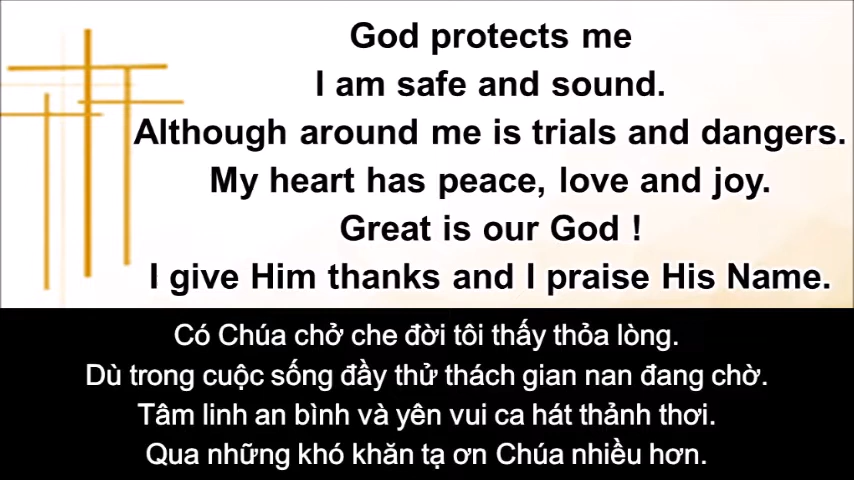 God protects me
I am safe and sound.
Although around me is trials and dangers.
My heart has peace, love and joy.
Great is our God !
I give Him thanks and I praise His Name.
Có Chúa chở che đời tôi thấy thỏa lòng.
Dù trong cuộc sống đầy thử thách gian nan đang chờ.
Tâm linh an bình và yên vui ca hát thảnh thơi.
Qua những khó khăn tạ ơn Chúa nhiều hơn.